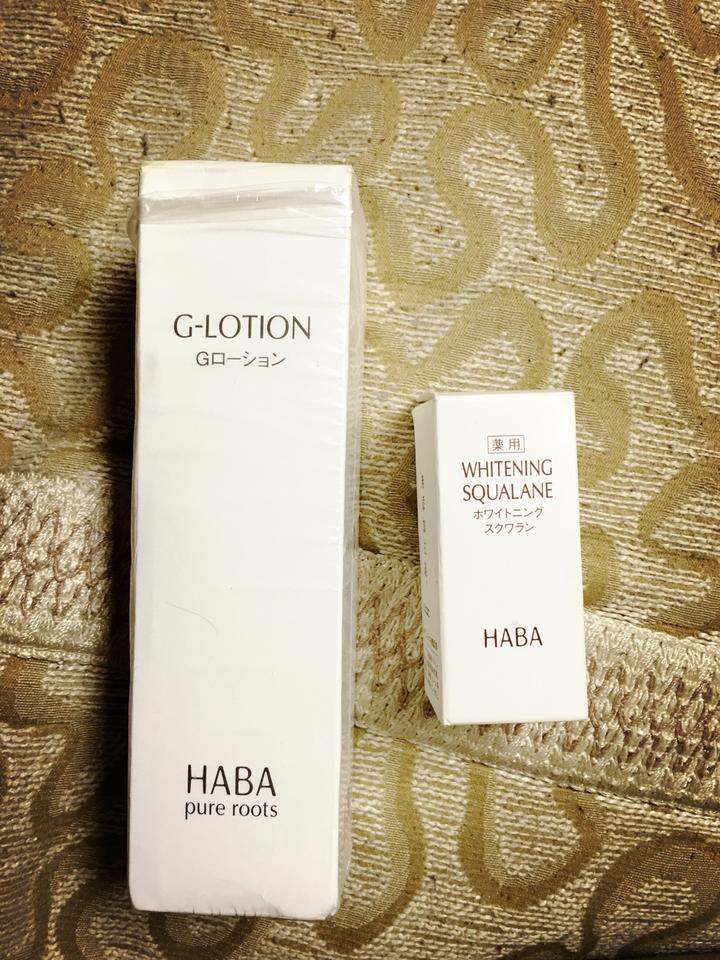 G-LOTION
Gローション
HABA
pure roots
薬用
WHITENING
SQUALANE
ホワイトニング
スクワラン
HABA